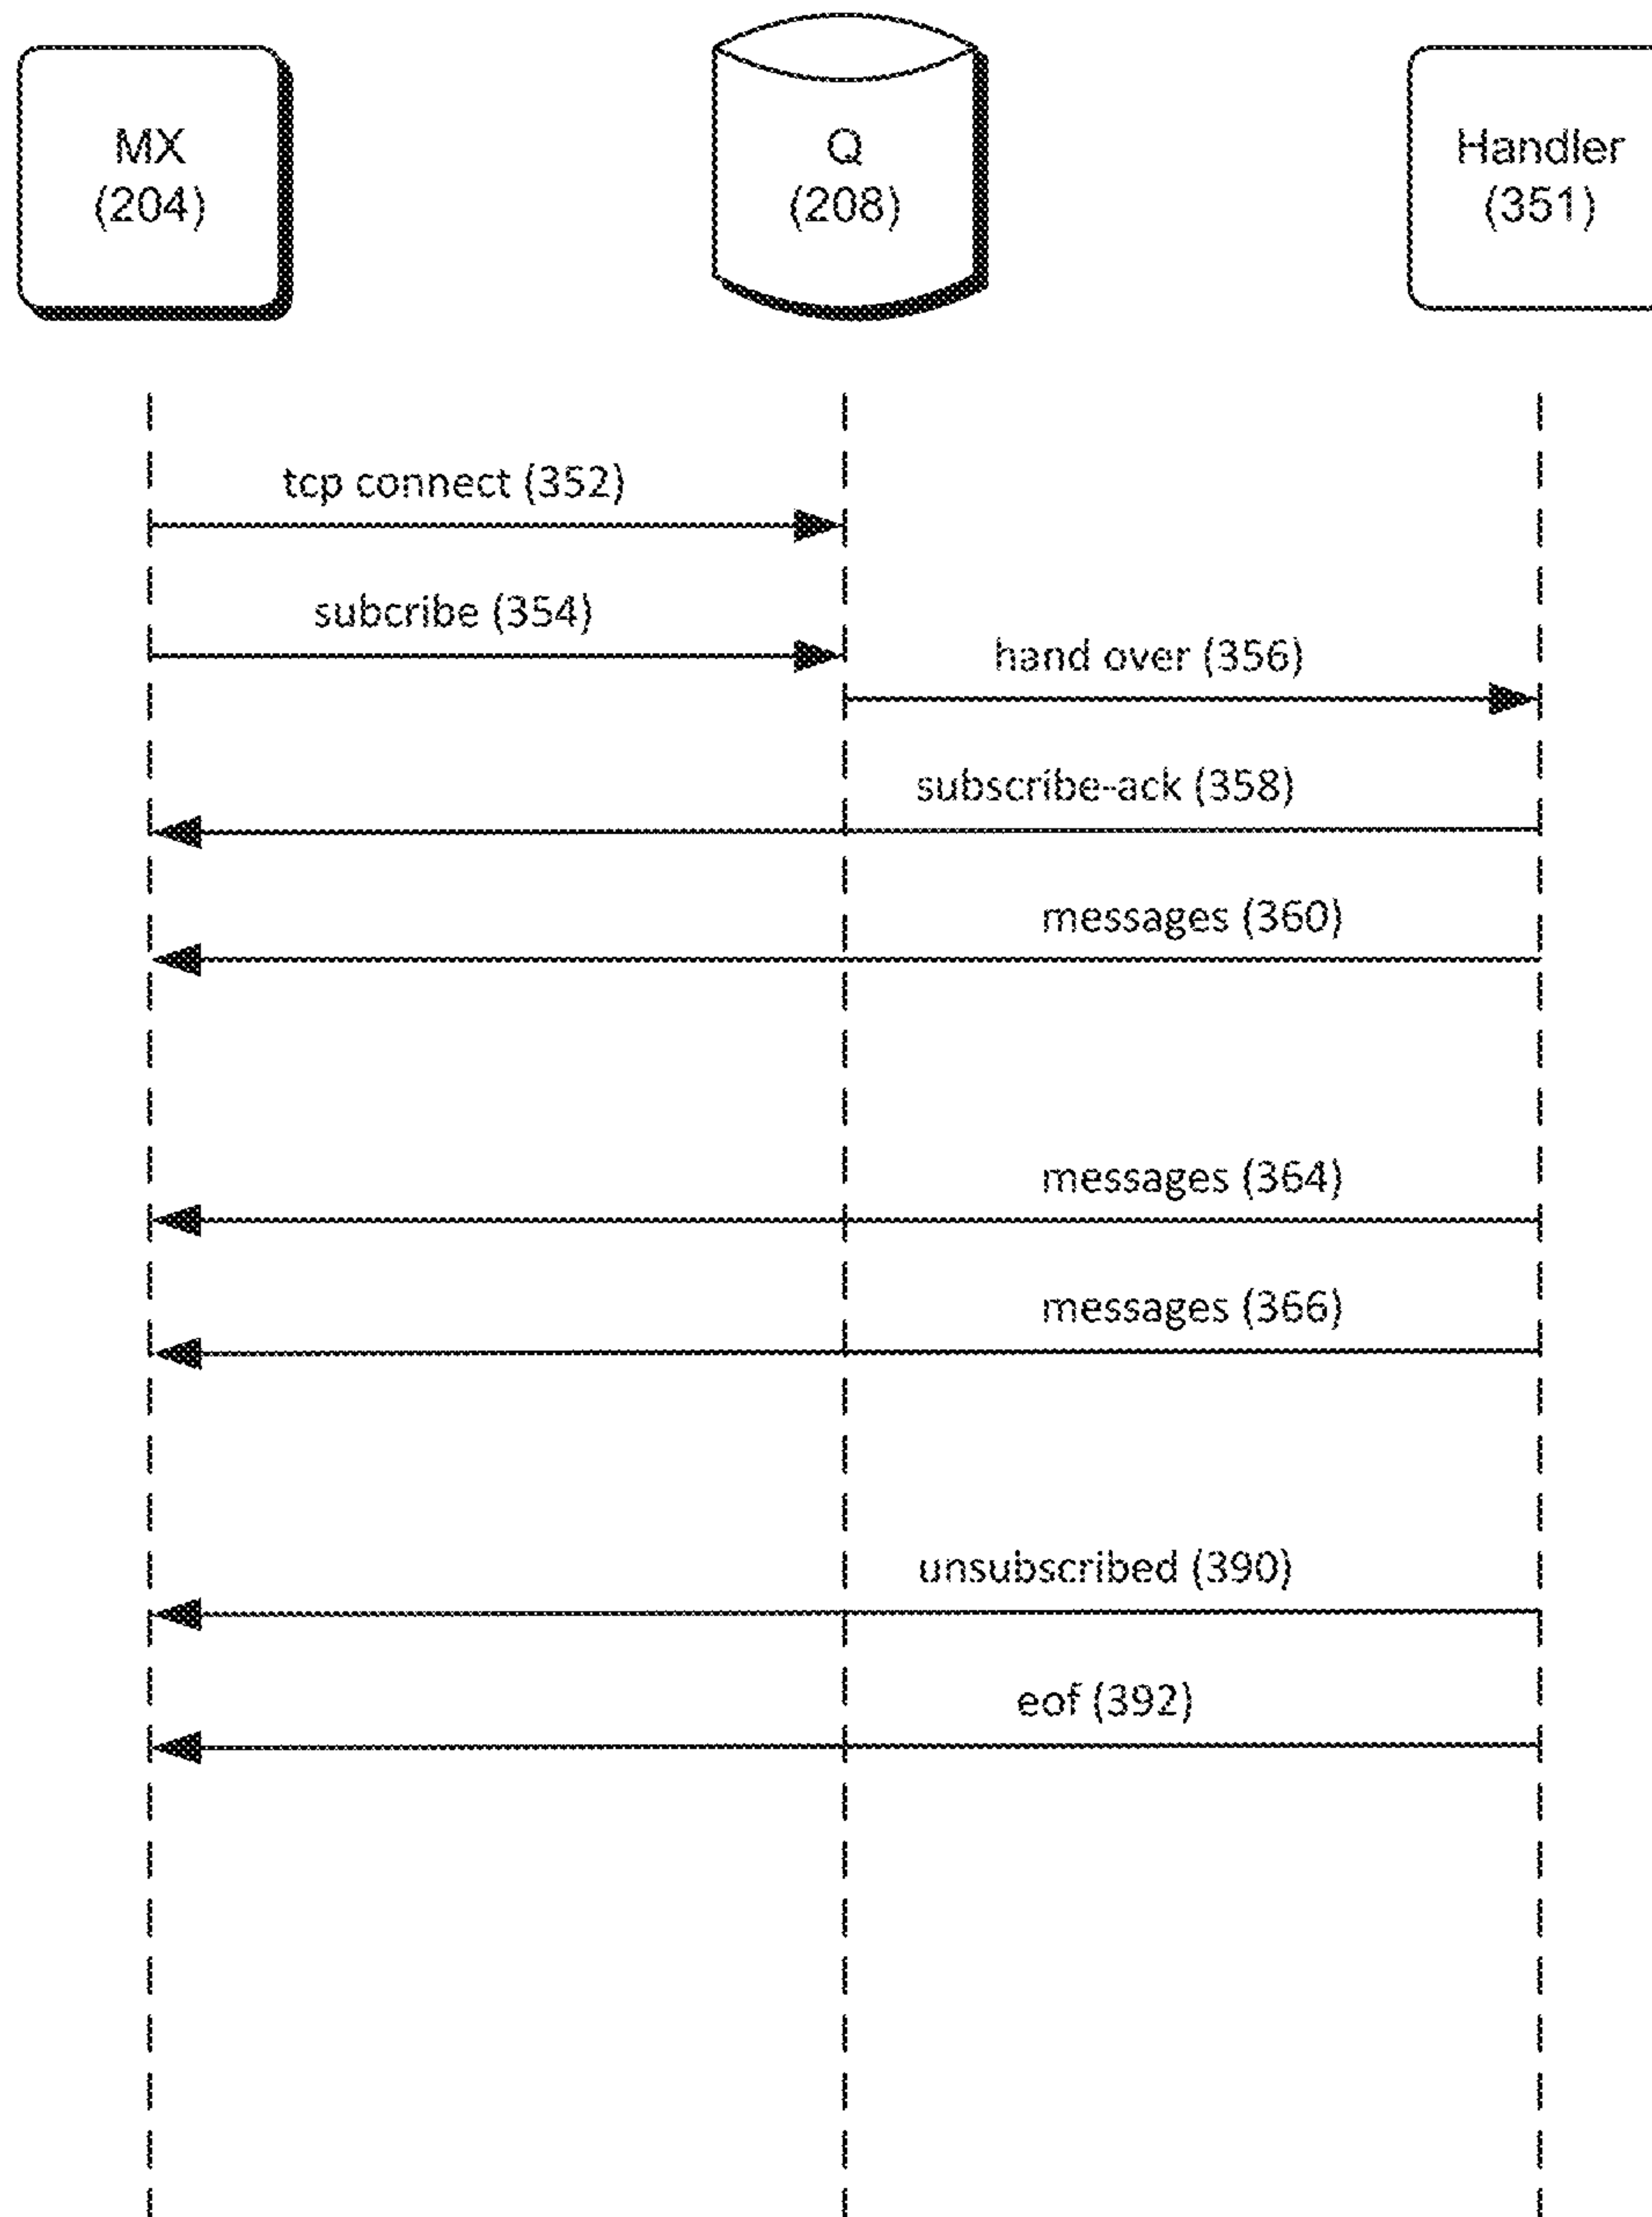 MX
(204)
Q
(208)
Handler
(351)
tcp connect (352)
subcribe (354)
hand over (356)
subscribe-ack (358)
messages (360)
messages (364)
messages (366)
unsubscribed (390)
eof (392)